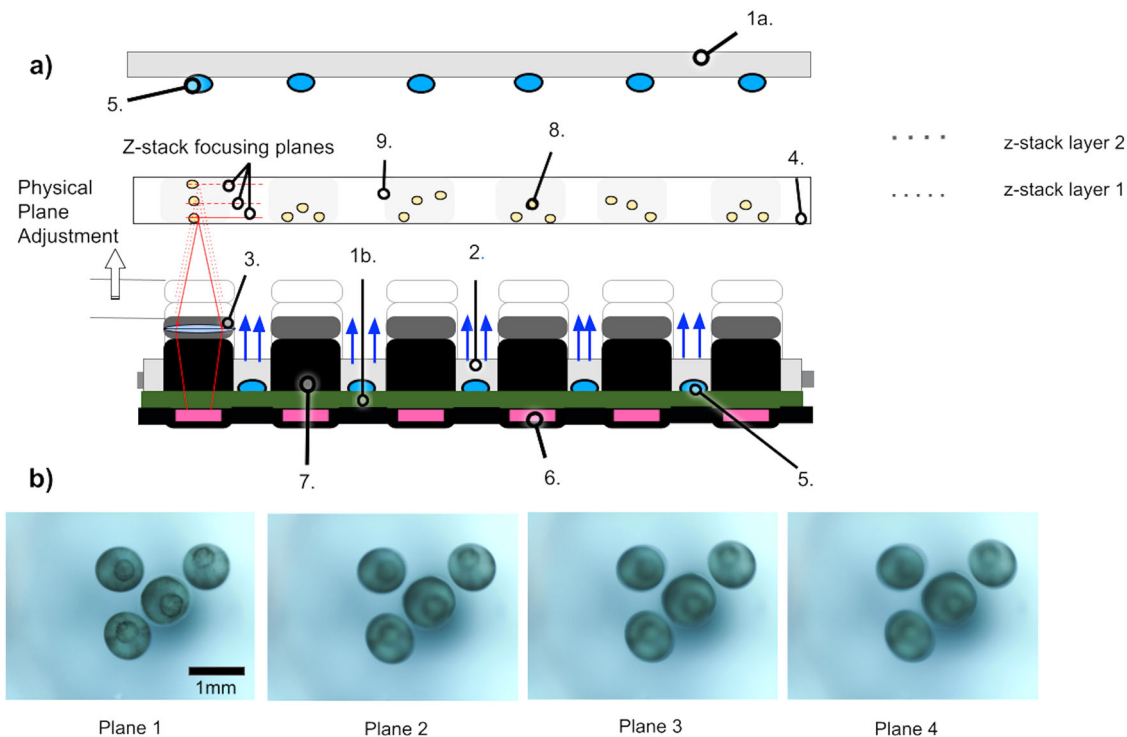 1a.
a)
5.
Z-stack focusing planes
9.
8.
4.
z-stack layer 2
z-stack layer 1
Physical
Plane
Adjustment
3.
1b.
2.
7.
6.
5.
b)
1mm
Plane 1
Plane 2
Plane 3
Plane 4